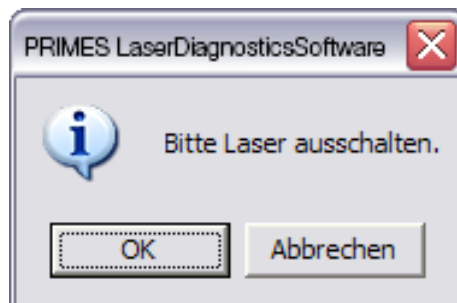 PRIMES LaserDiagnosticsSoftware
Bitte Laser ausschalten.
OK
Abbrechen